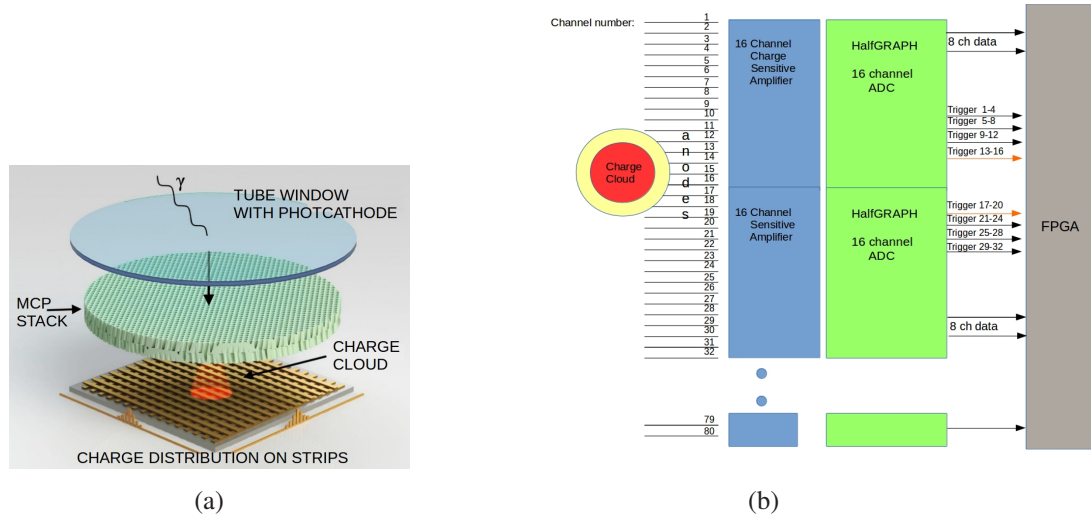 γ
TUBE WINDOW
WITH PHOTCATHODE
MCP
STACK
CHARGE
CLOUD
CHARGE DISTRIBUTION ON STRIPS
(a)
Channel number:
1
2
3
4
5
6
7
8
9
10
11
12
13
14
15
16
17
18
19
20
21
22
23
24
25
26
27
28
29
30
31
32
79
80
anodes
Charge
Cloud
16 Channel
Charge
Sensitive
Amplifier
16 Channel
Sensitive
Amplifier
HalfGRAPH
16 channel
ADC
HalfGRAPH
16 channel
ADC
8 ch data
Trigger 1-4
Trigger 5-8
Trigger 9-12
Trigger 13-16
Trigger 17-20
Trigger 21-24
Trigger 25-28
Trigger 29-32
8 ch data
FPGA
(b)